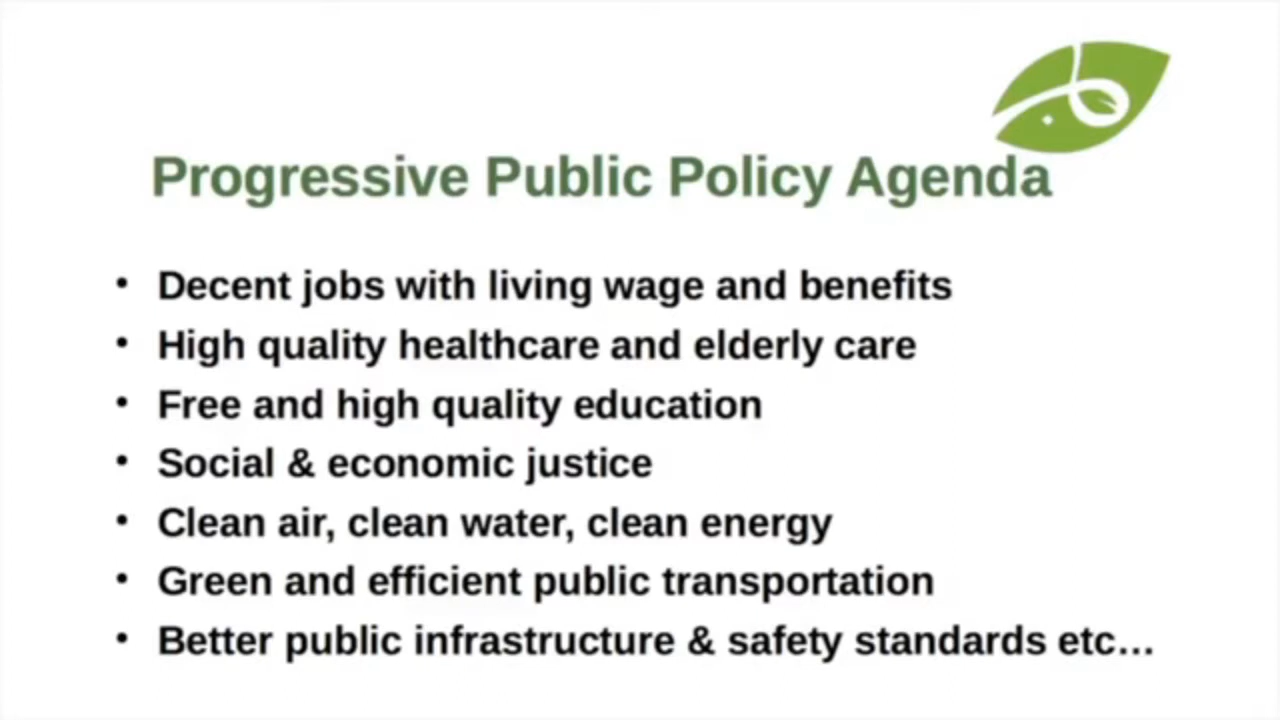 Progressive Public Policy Agenda
• Decent jobs with living wage and benefits
• High quality healthcare and elderly care
• Free and high quality education
• Social & economic justice
• Clean air, clean water, clean energy
• Green and efficient public transportation
• Better public infrastructure & safety standards etc...